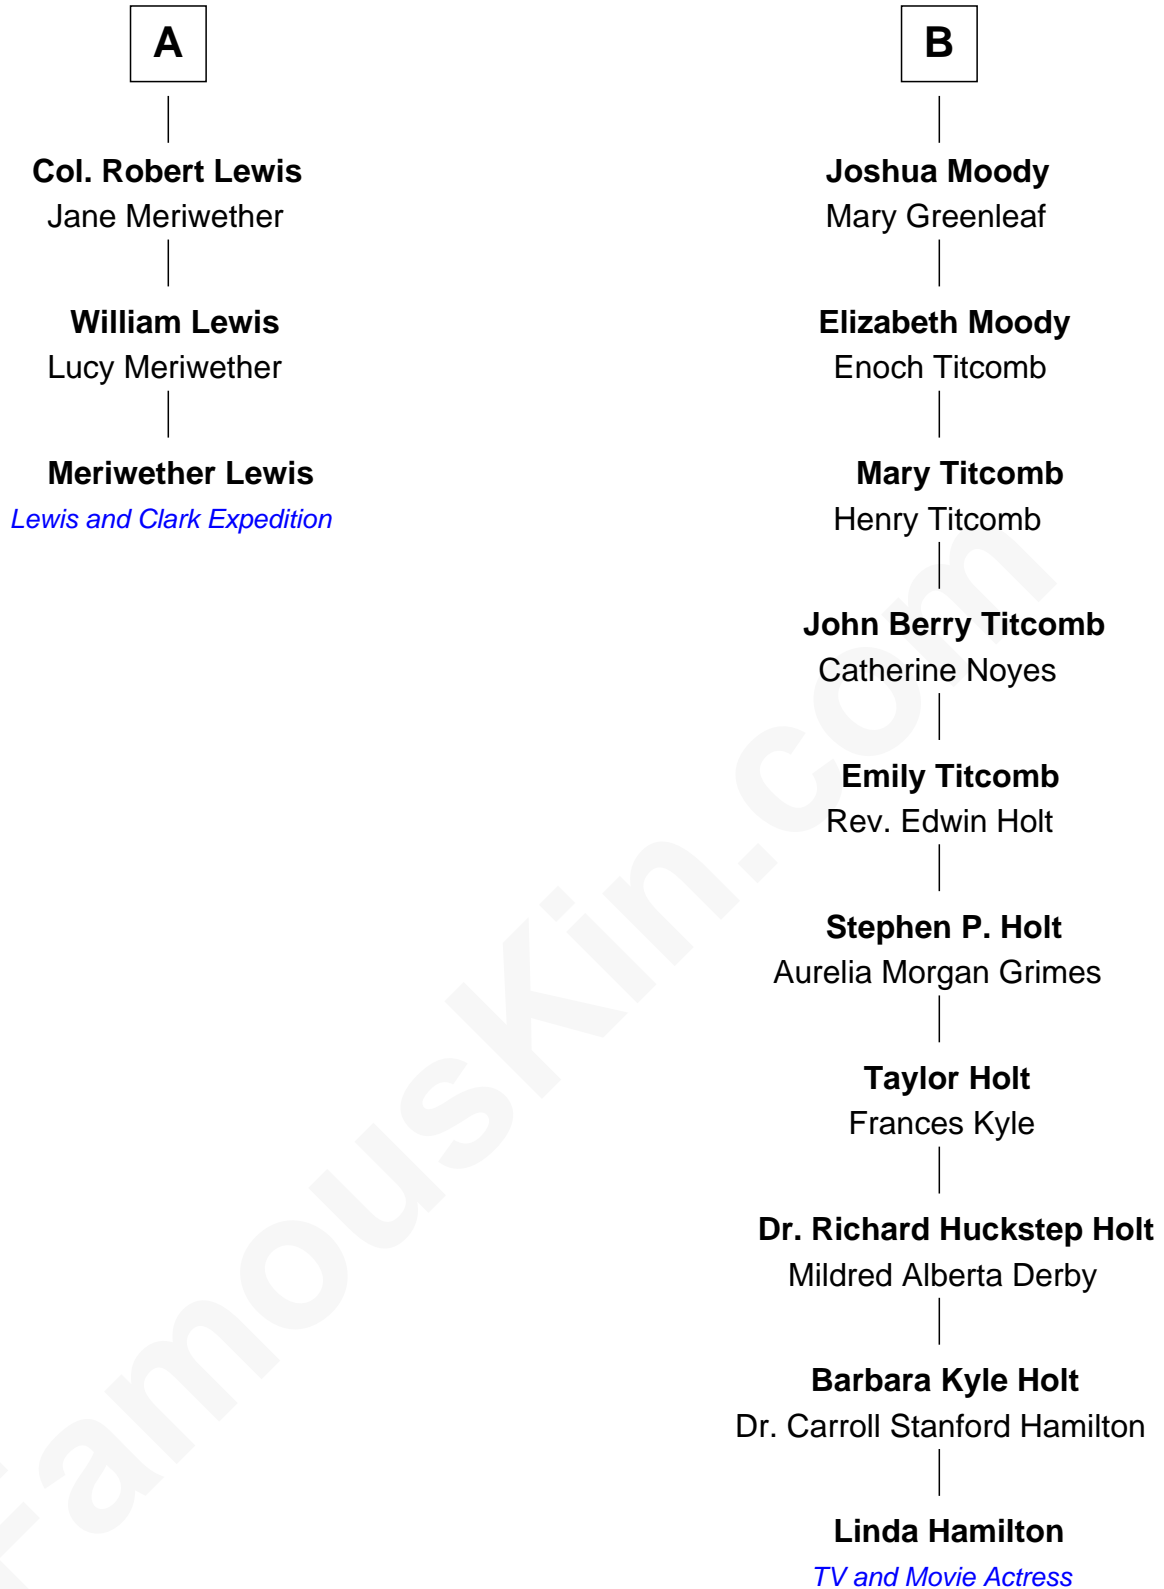 A
Col. Robert Lewis
Jane Meriwether
William Lewis
Lucy Meriwether
Meriwether Lewis
Lewis and Clark Expedition
B
Joshua Moody
Mary Greenleaf
Elizabeth Moody
Enoch Titcomb
Mary Titcomb
Henry Titcomb
John Berry Titcomb
Catherine Noyes
Emily Titcomb
Rev. Edwin Holt
Stephen P. Holt
Aurelia Morgan Grimes
Taylor Holt
Frances Kyle
Dr. Richard Huckstep Holt
Mildred Alberta Derby
Barbara Kyle Holt
Dr. Carroll Stanford Hamilton
Linda Hamilton
TV and Movie Actress
FamousKin.com